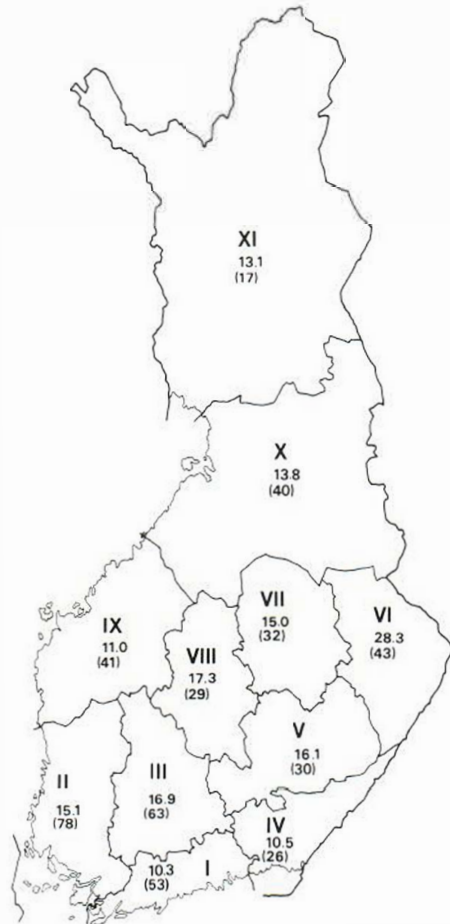 XI
13.1
(17)
X
13.8
(40)
IX
11.0
(41)
VIII
17.3
(29)
VII
15.0
(32)
VI
28.3
(43)
II
15.1
(78)
III
16.9
(63)
V
16.1
(30)
IV
10.5
(26)
10.3 I
(53)